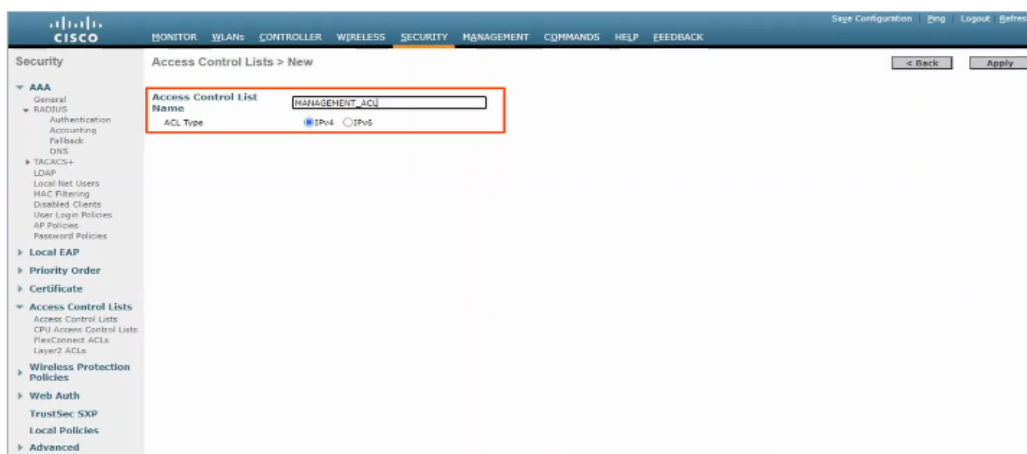 Save Configuration Ping Logout Refresh
CISCO
MONITOR WLANs CONTROLLER WIRELESS SECURITY MANAGEMENT COMMANDS HELP FEEDBACK
Security
Access Control Lists > New
< Back Apply
AAA
General
RADIUS
Authentication
Accounting
Fallback
DNS
TACACS+
LDAP
Local Net Users
MAC Filtering
Disabled Clients
User Login Policies
AP Policies
Password Policies
Local EAP
Priority Order
Certificate
Access Control Lists
Access Control Lists
CPU Access Control Lists
FlexConnect ACLs
Layer2 ACLs
Wireless Protection
Policies
Web Auth
TrustSec SXP
Local Policies
Advanced
Access Control List
Name
MANAGEMENT_ACL
ACL Type IPv4 IPv6